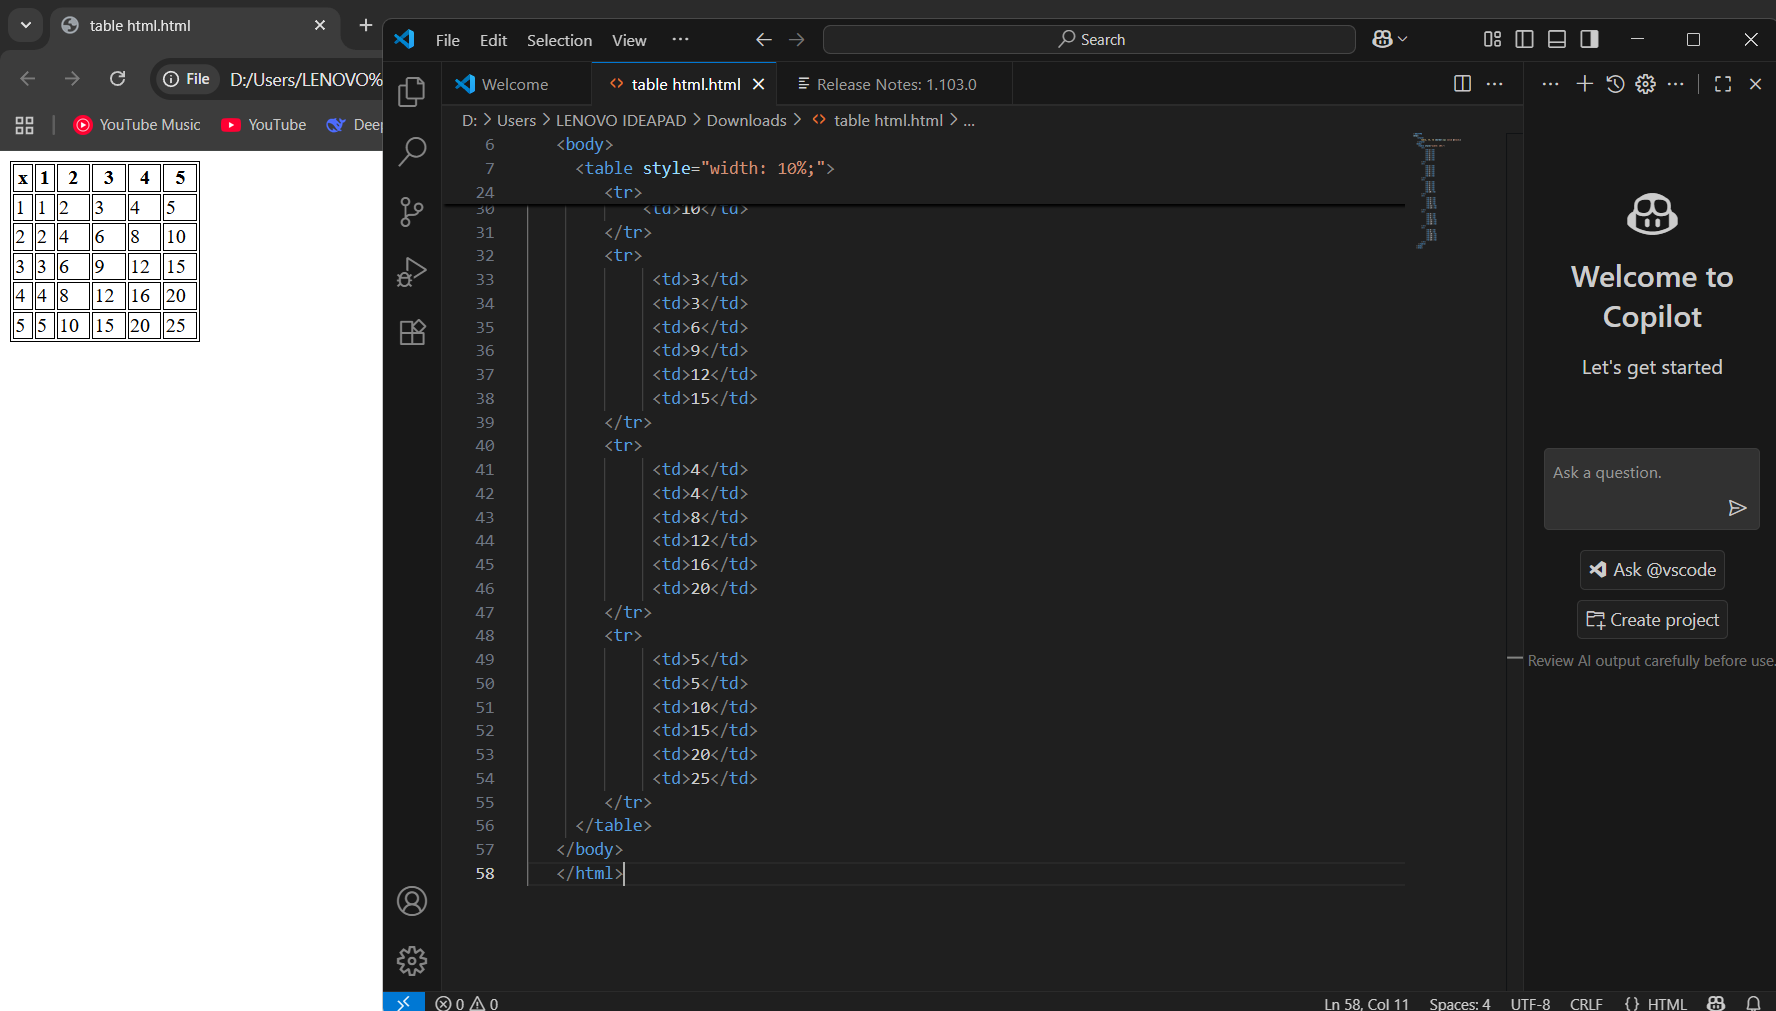 table html.html
File
D:/Users/LENOVO%
YouTube Music
YouTube
Deep
x 1 2 3 4 5
1 1 2 3 4 5
2 2 4 6 8 10
3 3 6 9 12 15
4 4 8 12 16 20
5 5 10 15 20 25
File Edit Selection View ···
Search
Welcome
<> table html.html
Release Notes: 1.103.0
D: > Users > LENOVO IDEAPAD > Downloads > <> table html.html > ...
6 <body>
7 <table style="width: 10%;">
24 <tr>
30 <td>10</td>
31 </tr>
32 <tr>
33 <td>3</td>
34 <td>3</td>
35 <td>6</td>
36 <td>9</td>
37 <td>12</td>
38 <td>15</td>
39 </tr>
40 <tr>
41 <td>4</td>
42 <td>4</td>
43 <td>8</td>
44 <td>12</td>
45 <td>16</td>
46 <td>20</td>
47 </tr>
48 <tr>
49 <td>5</td>
50 <td>5</td>
51 <td>10</td>
52 <td>15</td>
53 <td>20</td>
54 <td>25</td>
55 </tr>
56 </table>
57 </body>
58 </html>
Welcome to
Copilot
Let's get started
Ask a question.
Ask @vscode
Create project
Review AI output carefully before use.
0 0
Ln 58, Col 11 Spaces: 4 UTF-8 CRLF {} HTML